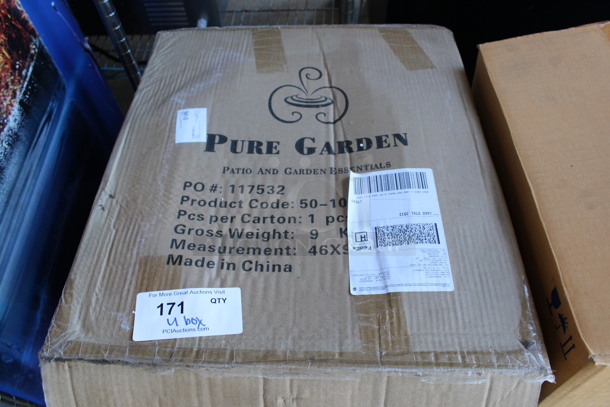 PURE GARDEN
PATIO AND GARDEN ESSENTIALS
PO #: 117532
Product Code: 50-10
Pcs per Carton: 1 pc
Gross Weight: 9 K
Measurement: 46X
Made in China
For More Great Auctions Visit
171 QTY
4 box
PCIAuctions.com